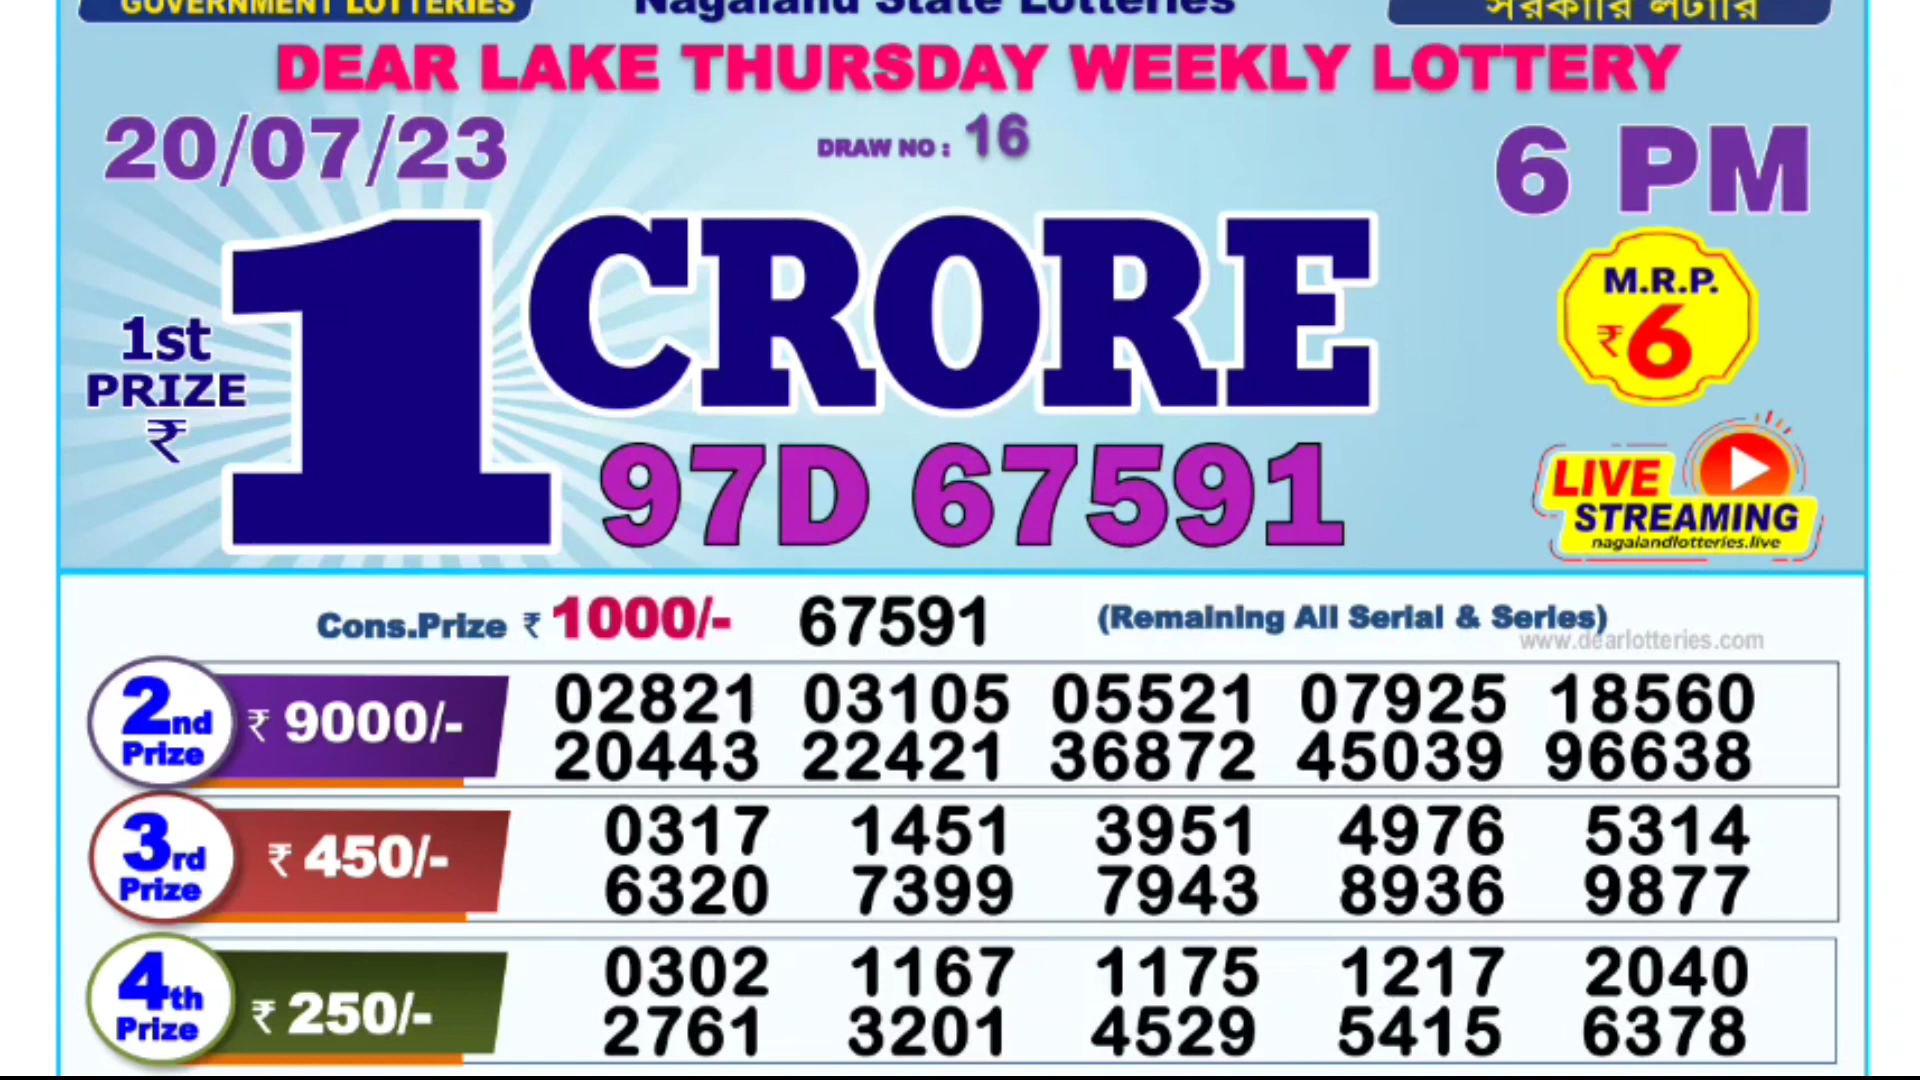 GOVERNMENT LOTTERIES
Nagaland State Lotteries
সরকারি লটারি
DEAR LAKE THURSDAY WEEKLY LOTTERY
20/07/23
DRAW NO : 16
6 PM
1st PRIZE ₹
1 CRORE
97D 67591
M.R.P.
₹6
LIVE
STREAMING
nagalandlotteries.live
Cons.Prize ₹ 1000/- 67591 (Remaining All Serial & Series)
www.dearlotteries.com
2nd Prize ₹ 9000/-
02821 03105 05521 07925 18560
20443 22421 36872 45039 96638
3rd Prize ₹ 450/-
0317 1451 3951 4976 5314
6320 7399 7943 8936 9877
4th Prize ₹ 250/-
0302 1167 1175 1217 2040
2761 3201 4529 5415 6378